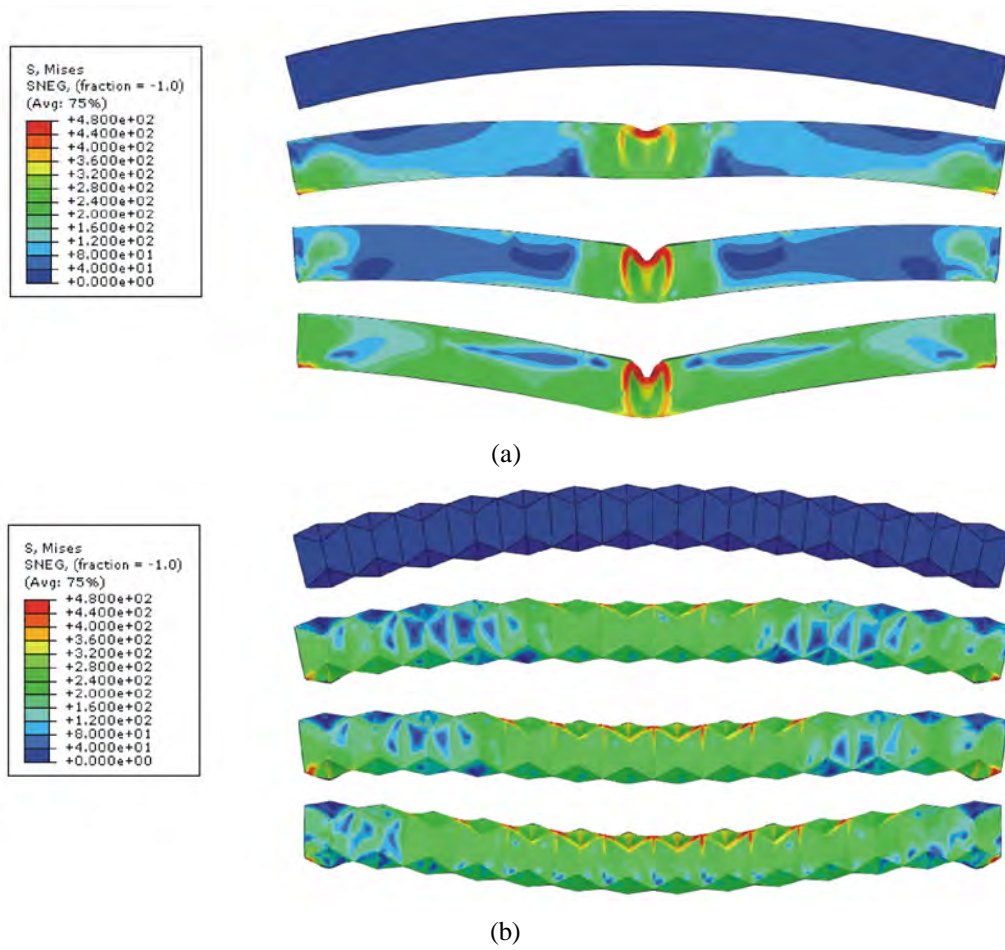 S, Mises
SNEG, (fraction = -1.0)
(Avg: 75%)
+4.800e+02
+4.400e+02
+4.000e+02
+3.600e+02
+3.200e+02
+2.800e+02
+2.400e+02
+2.000e+02
+1.600e+02
+1.200e+02
+8.000e+01
+4.000e+01
+0.000e+00
(a)
S, Mises
SNEG, (fraction = -1.0)
(Avg: 75%)
+4.800e+02
+4.400e+02
+4.000e+02
+3.600e+02
+3.200e+02
+2.800e+02
+2.400e+02
+2.000e+02
+1.600e+02
+1.200e+02
+8.000e+01
+4.000e+01
+0.000e+00
(b)